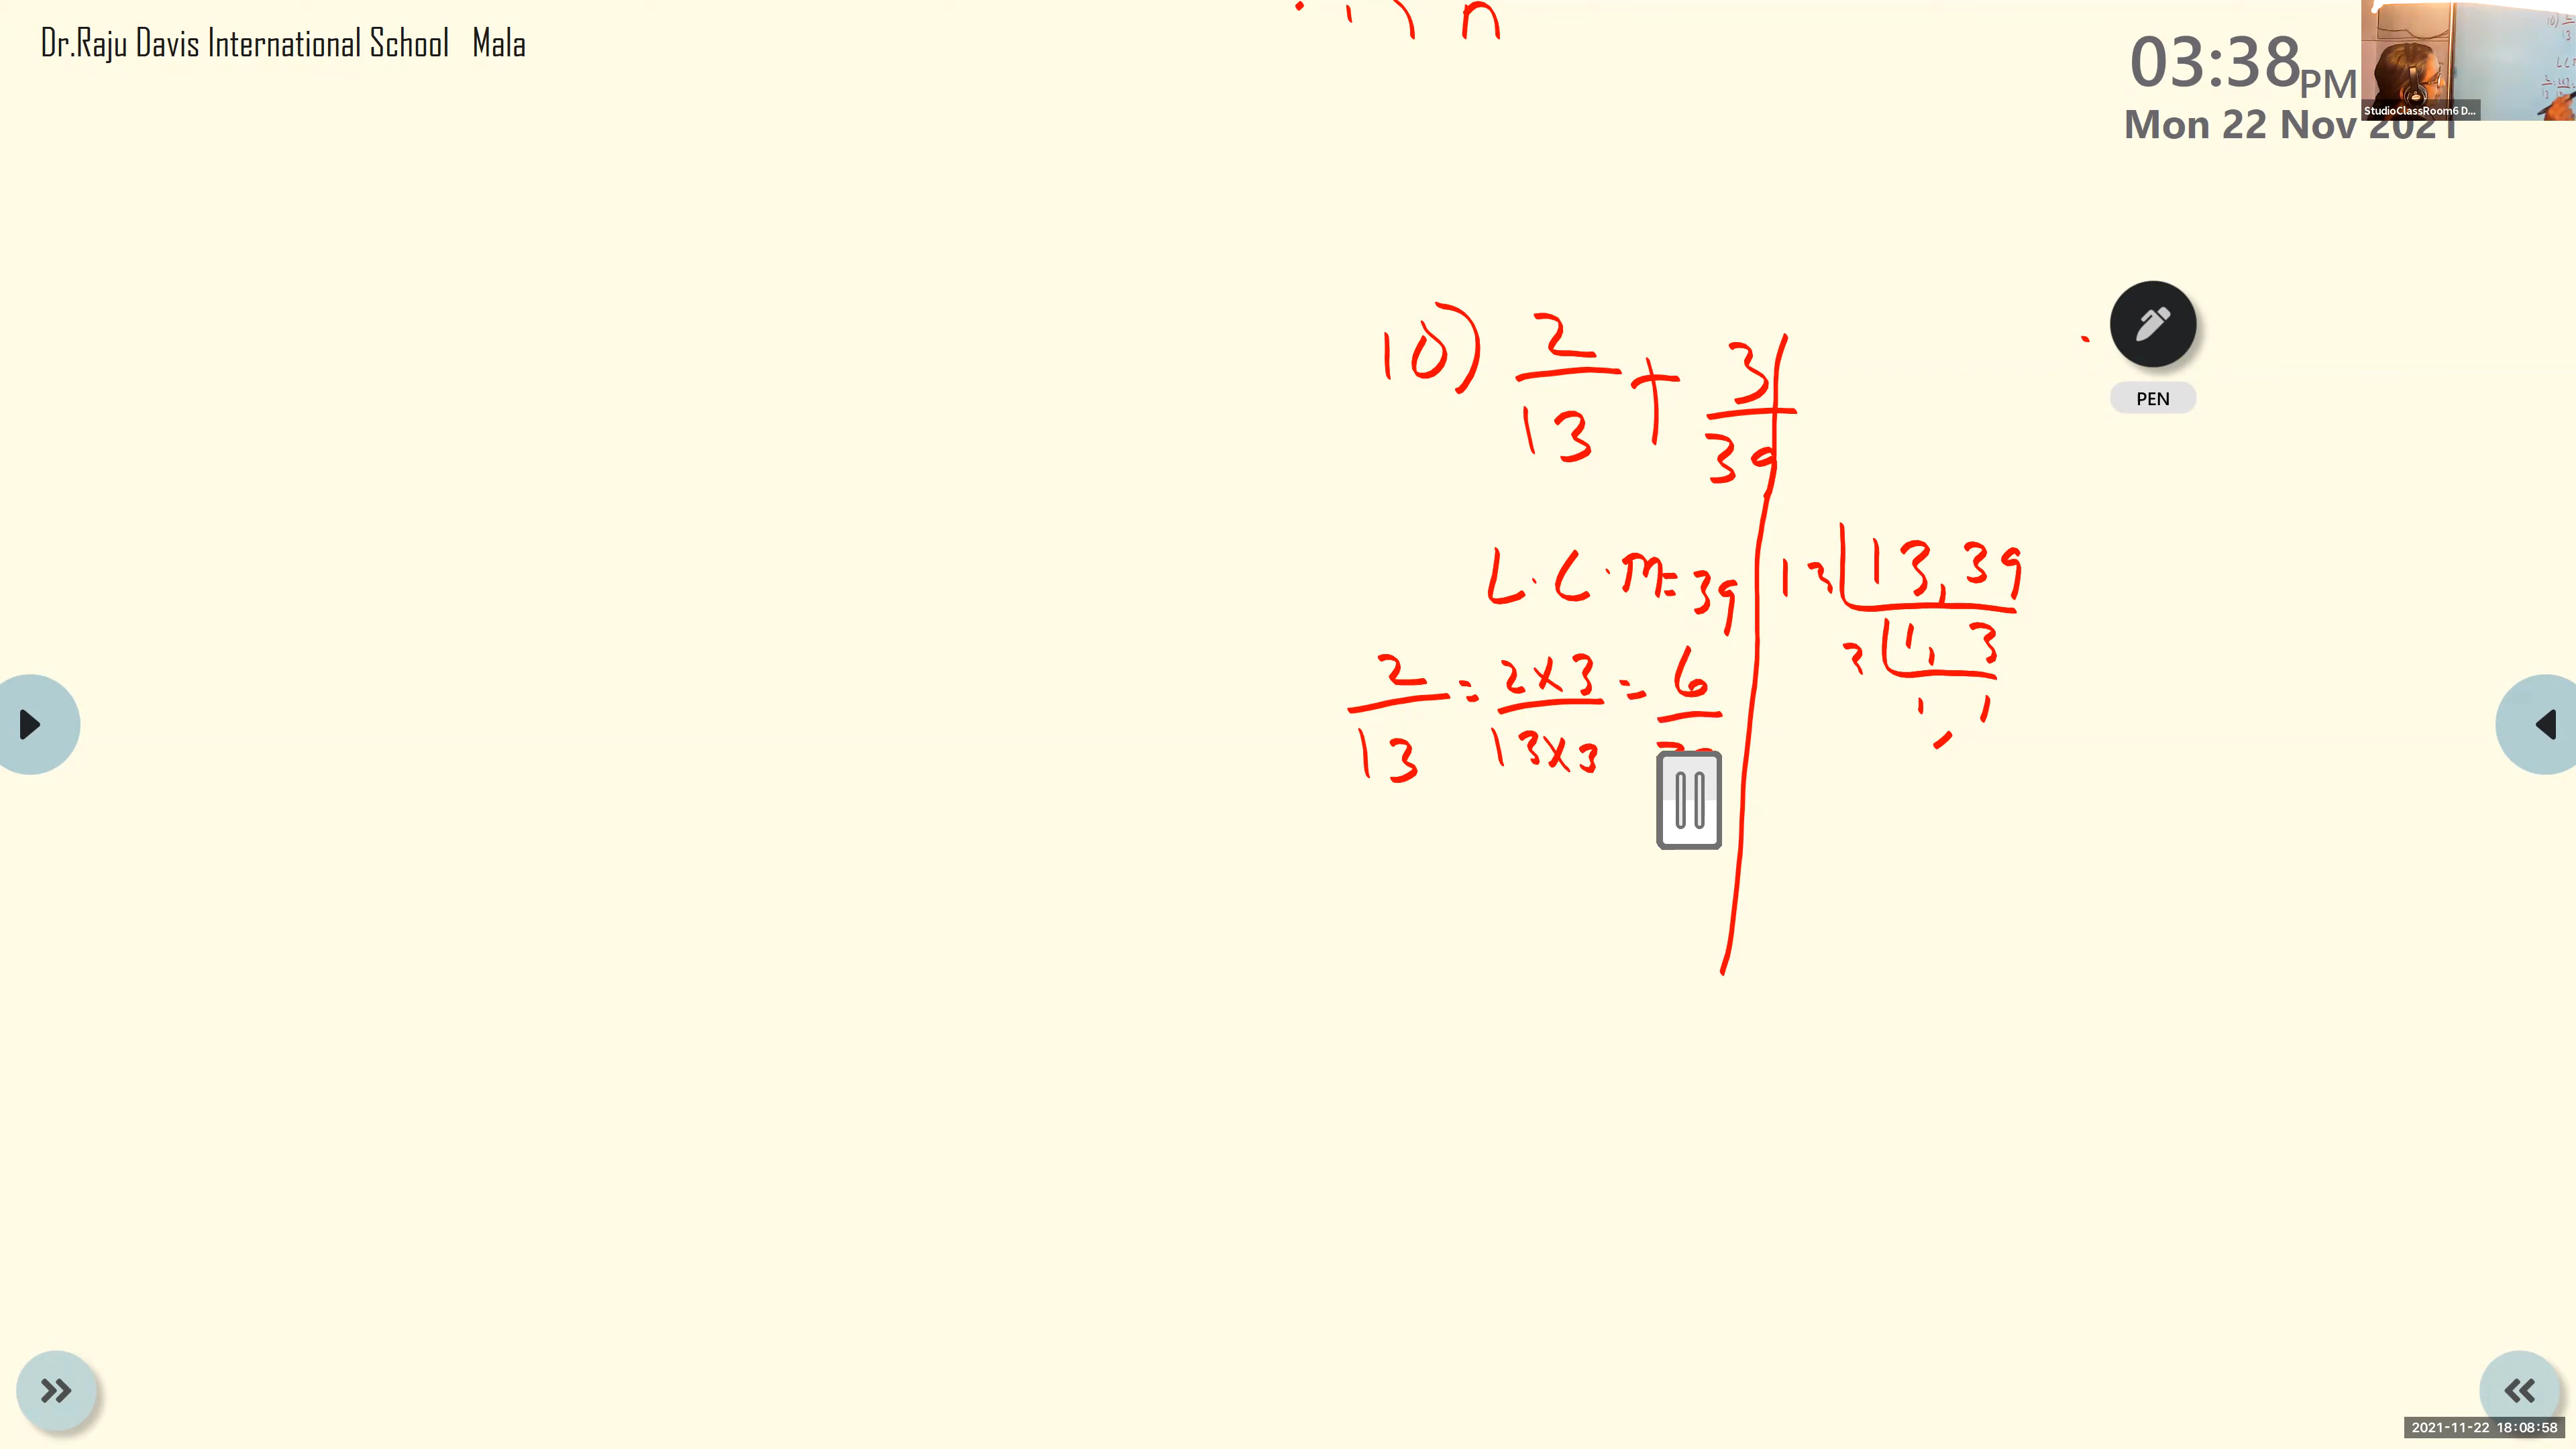 Dr.Raju Davis International School Mala
03:38 PM
Mon 22 Nov 2021
StudioClassRoom6 D...
PEN
10) 2/13 + 3/39
L.C.M = 39
13 | 13, 39
3 | 1, 3
1, 1
2/13 = 2×3/13×3 = 6/
2021-11-22 18:08:58